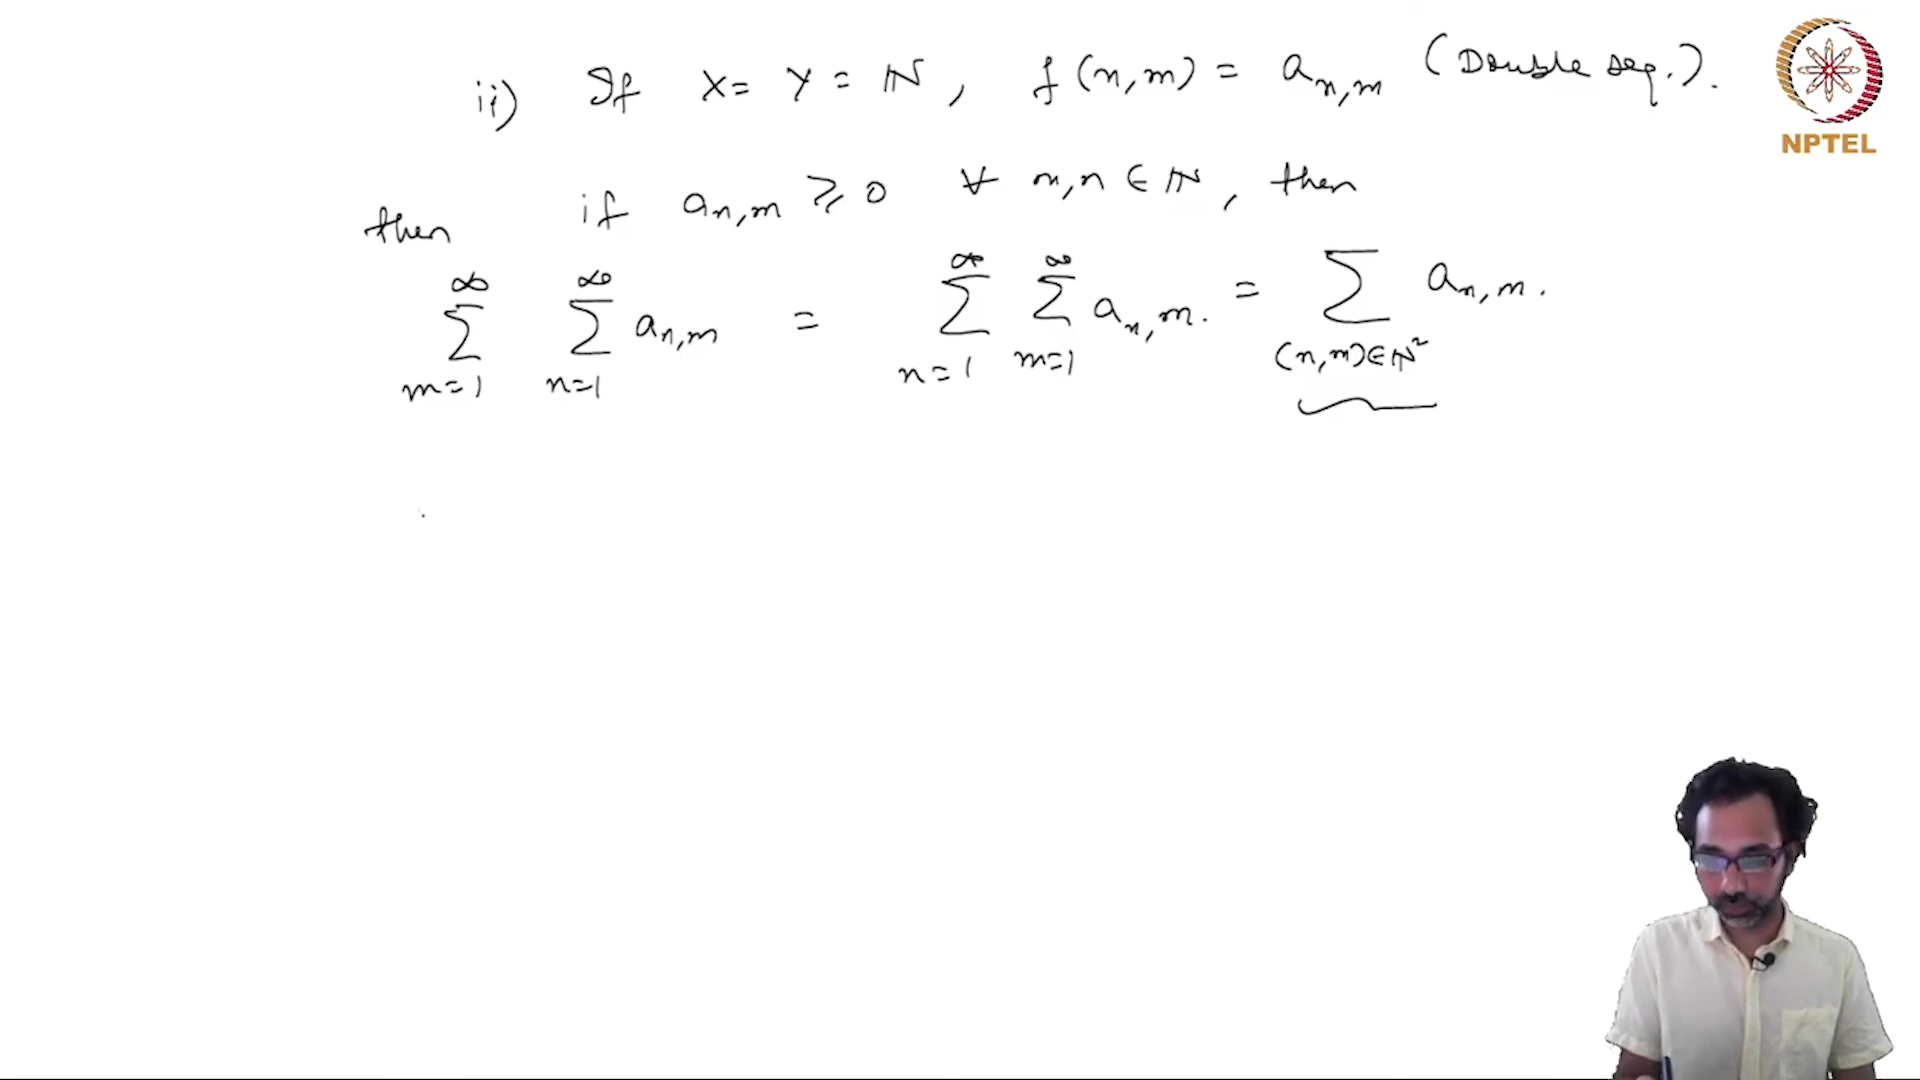 ii) If X = Y = ℕ, f(n,m) = a_{n,m} (Double seq.).
NPTEL
then if a_{n,m} ≥ 0 ∀ m,n ∈ ℕ, then
∑_{m=1}^{∞} ∑_{n=1}^{∞} a_{n,m} = ∑_{n=1}^{∞} ∑_{m=1}^{∞} a_{n,m}. = ∑_{(n,m)∈ℕ²} a_{n,m}.